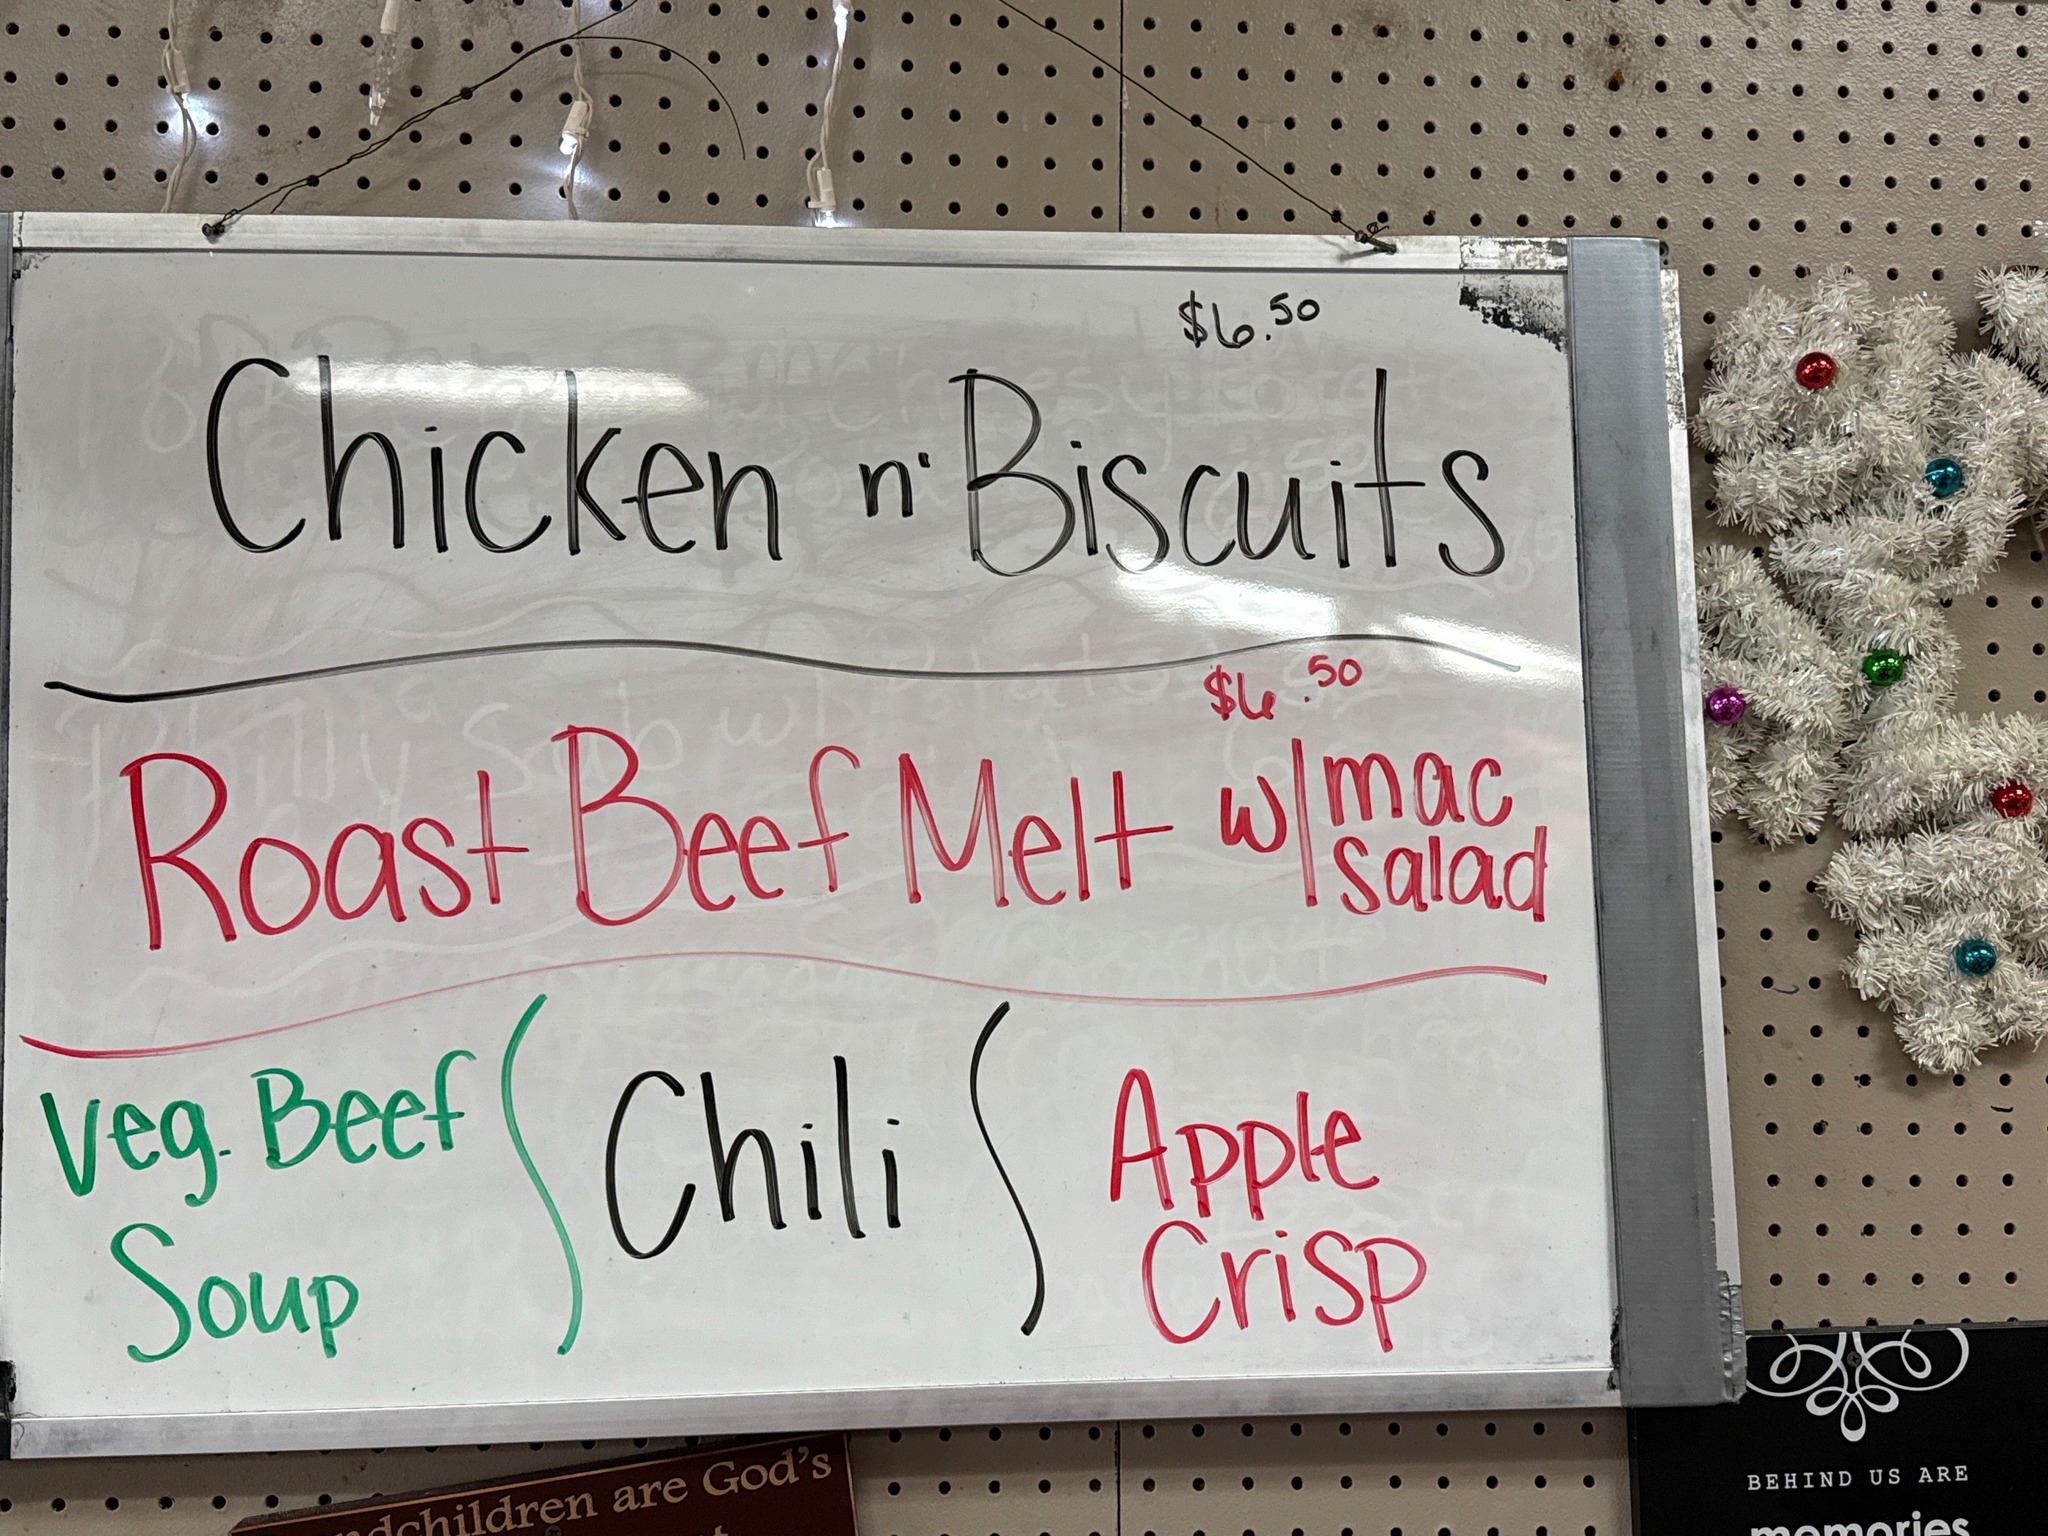 $6.50
Chicken n' Biscuits
$6.50
Roast Beef Melt w/ mac
salad
Veg. Beef
Soup
Chili
Apple
Crisp
are God's
BEHIND US ARE
memories